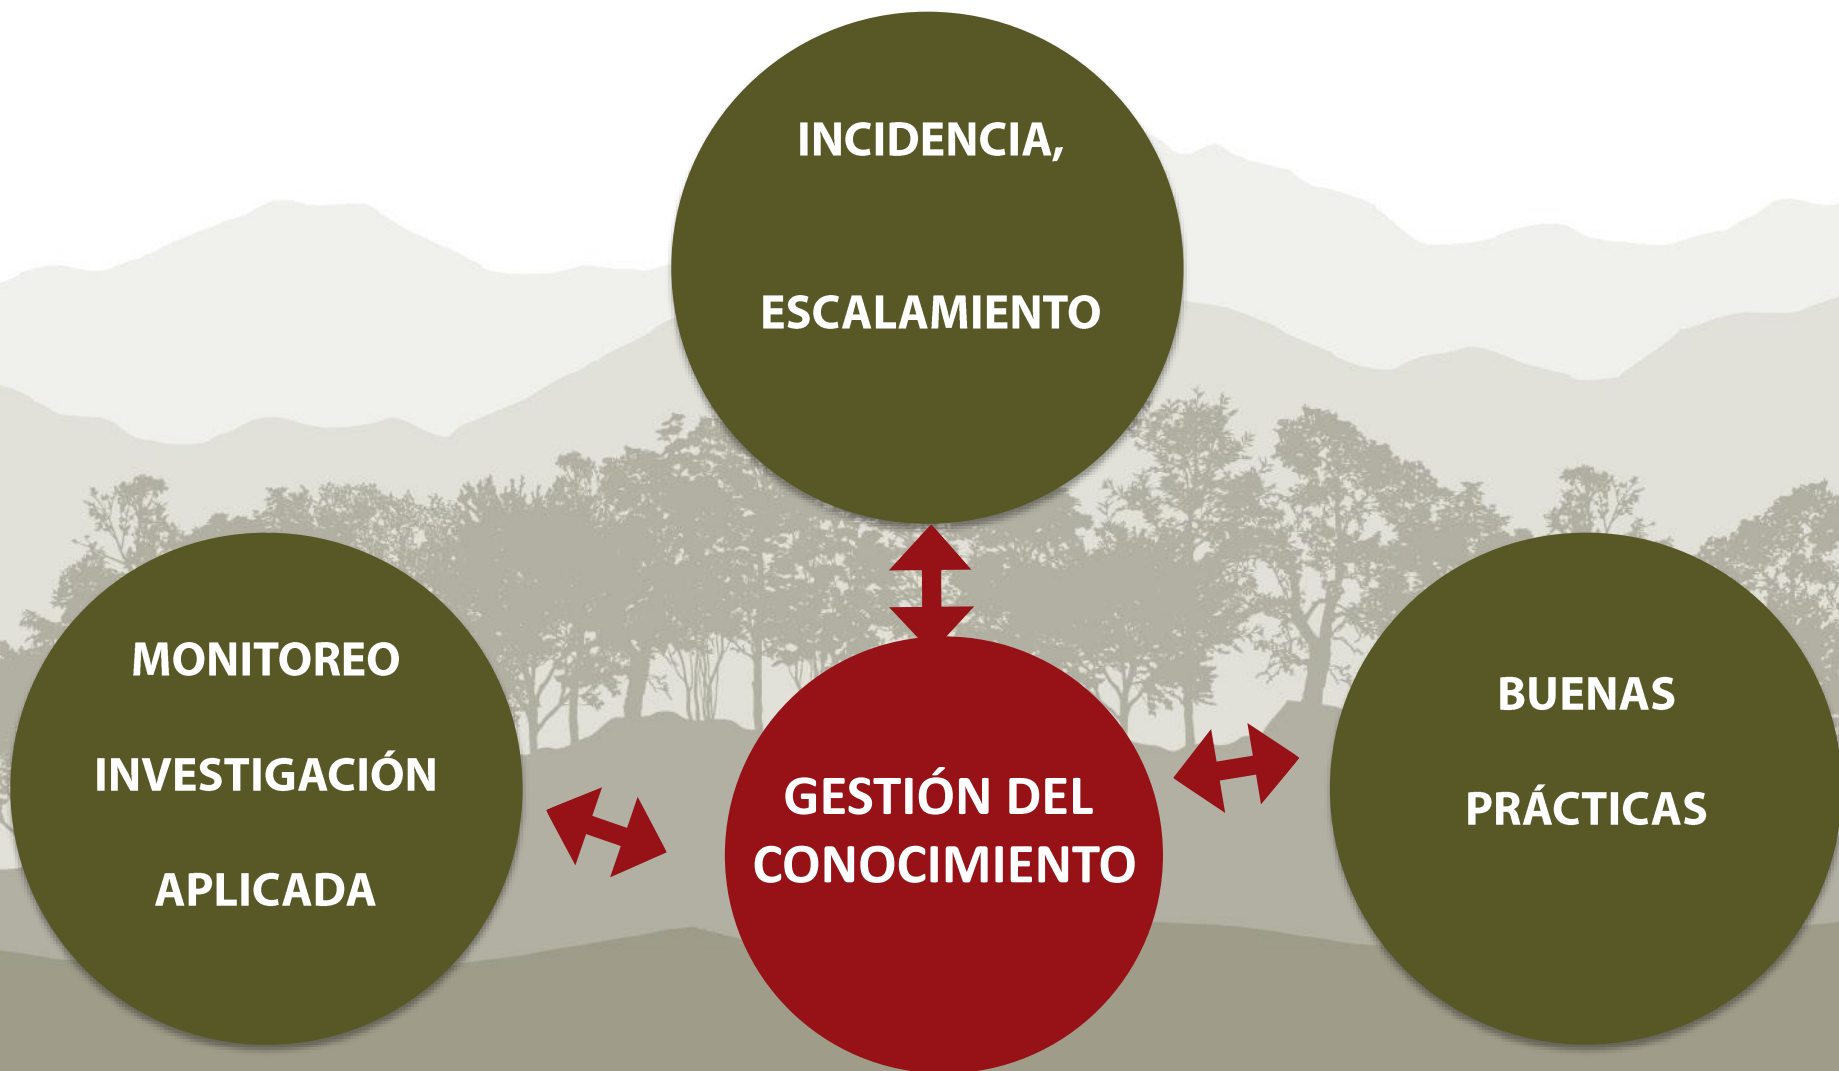 INCIDENCIA,
ESCALAMIENTO
MONITOREO
INVESTIGACIÓN
APLICADA
GESTIÓN DEL
CONOCIMIENTO
BUENAS
PRÁCTICAS